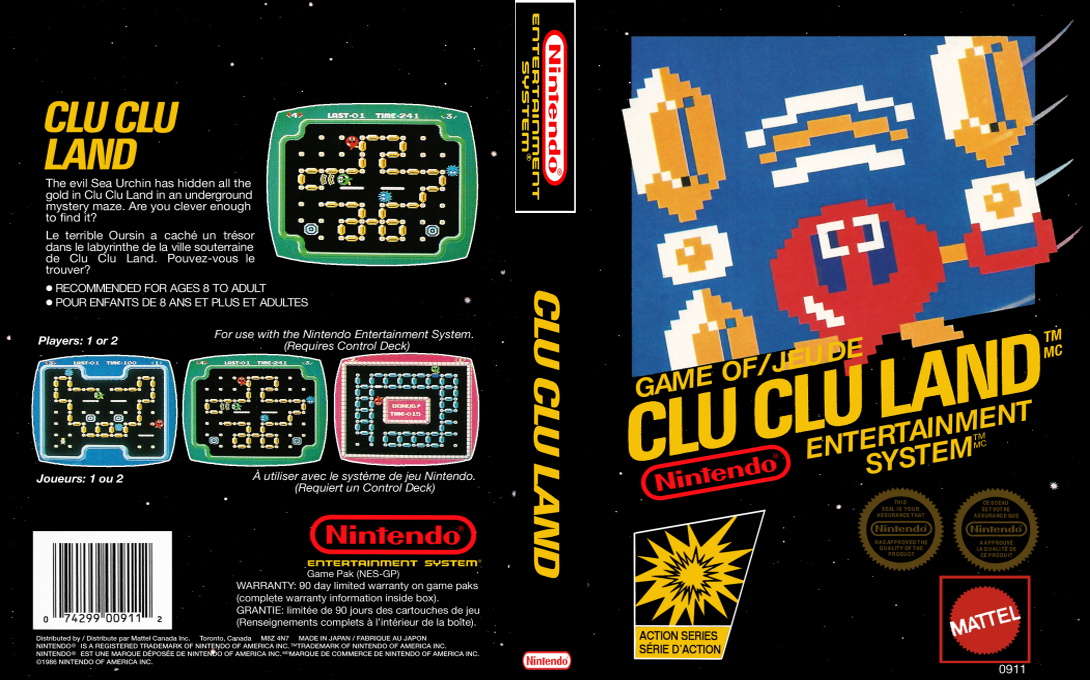 CLU CLU
LAND
The evil Sea Urchin has hidden all the
gold in Clu Clu Land in an underground
mystery maze. Are you clever enough
to find it?
Le terrible Oursin a caché un trésor
dans le labyrinthe de la ville souterraine
de Clu Clu Land. Pouvez-vous le
trouver?
● RECOMMENDED FOR AGES 8 TO ADULT
● POUR ENFANTS DE 8 ANS ET PLUS ET ADULTES
LAST-01 TIME-241
Players: 1 or 2
For use with the Nintendo Entertainment System.
(Requires Control Deck)
LAST-01 TIME-100
LAST-01 TIME-241
BONUS!
TIME-015
Joueurs: 1 ou 2
À utiliser avec le système de jeu Nintendo.
(Requiert un Control Deck)
Nintendo®
ENTERTAINMENT SYSTEM®
Game Pak (NES-GP)
WARRANTY: 90 day limited warranty on game paks
(complete warranty information inside box).
GRANTIE: limitée de 90 jours des cartouches de jeu
(Renseignements complets à l'intérieur de la boîte).
0 74299 00911 2
Distributed by / Distribute par Mattel Canada Inc. Toronto, Canada M8Z 4N7 MADE IN JAPAN / FABRIQUE AU JAPON
NINTENDO® IS A REGISTERED TRADEMARK OF NINTENDO OF AMERICA INC. ™TRADEMARK OF NINTENDO OF AMERICA INC.
NINTENDO® EST UNE MARQUE DÉPOSÉE DE NINTENDO OF AMERICA INC. ᴹᶜMARQUE DE COMMERCE DE NINTENDO OF AMERICA INC.
©1986 NINTENDO OF AMERICA INC.
Nintendo®
ENTERTAINMENT
SYSTEM®
CLU CLU LAND
Nintendo
GAME OF/JEU DE
CLU CLU LAND™ MC
ENTERTAINMENT
SYSTEM™ MC
Nintendo®
THIS
SEAL IS YOUR
ASSURANCE THAT
Nintendo
HAS APPROVED THE
QUALITY OF THIS
PRODUCT
CE SCEAU
EST VOTRE
ASSURANCE QUE
Nintendo
A APPROUVÉ
LA QUALITÉ DE
CE PRODUIT
ACTION SERIES
SÉRIE D'ACTION
MATTEL
0911